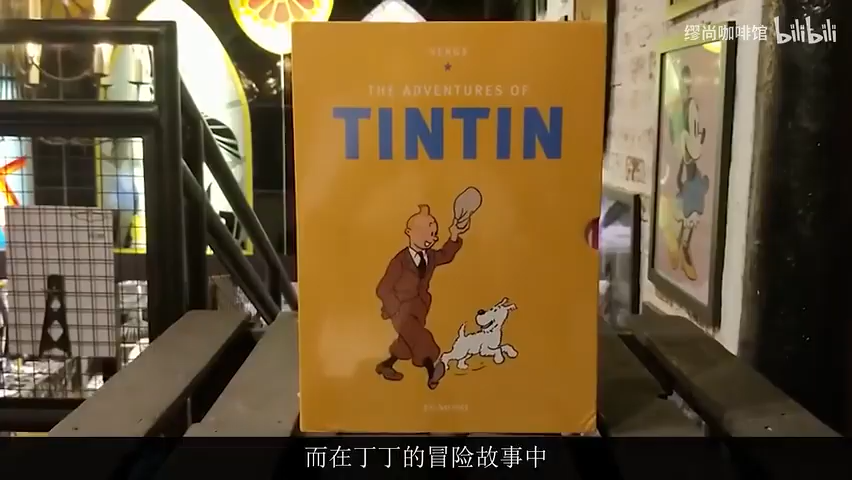 缪尚咖啡馆 bilibili
HERGÉ
THE ADVENTURES OF
TINTIN
而在丁丁的冒险故事中